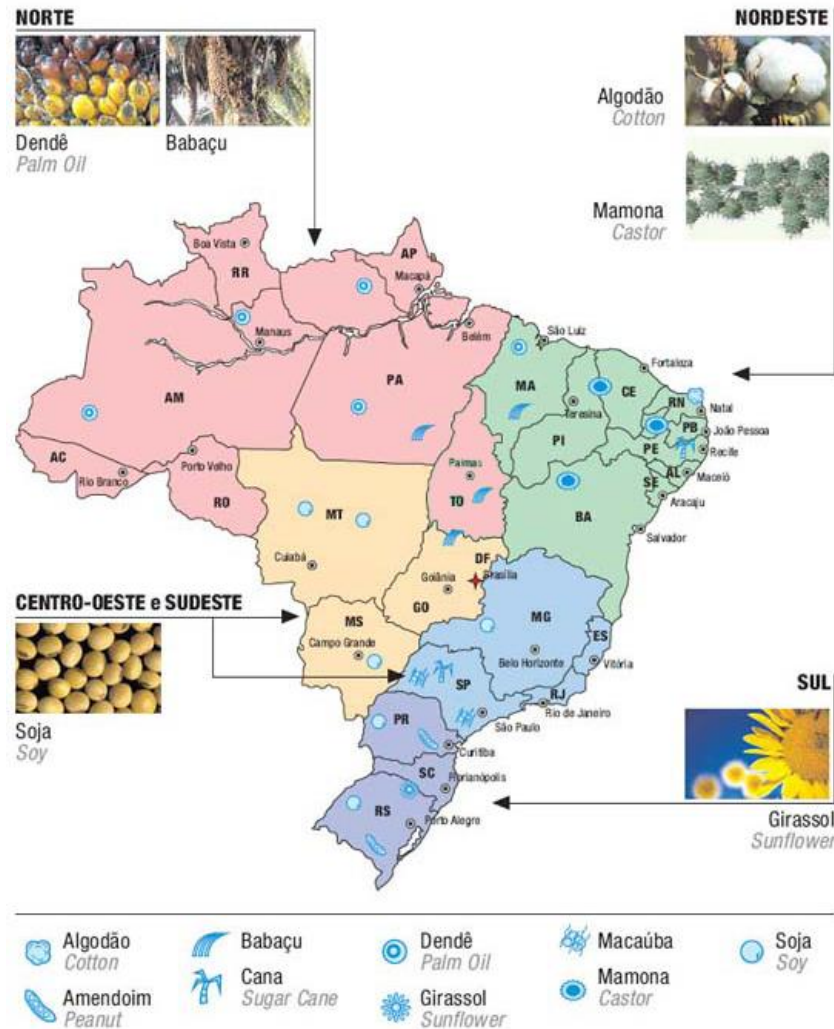 NORTE
Dendê
Palm Oil
Babaçu
NORDESTE
Algodão
Cotton
Mamona
Castor
Boa Vista
RR
AP
Macapá
Manaus
Belém
São Luiz
Fortaloza
AM
PA
MA
CE
RN
Natal
Teresina
PB
João Pessoa
PI
PE
Recife
AC
Rio Branco
Porto Velho
RO
Palmas
TO
AL
Maceió
SE
Aracaju
MT
BA
Salvador
Cuiabá
DF
Brasília
Goiânia
GO
CENTRO-OESTE e SUDESTE
Soja
Soy
MS
Campo Grande
MG
ES
Belo Horizonte
Vitória
SP
RJ
São Paulo
Rio de Janeiro
PR
Curitiba
SC
Florianópolis
RS
Porto Alegre
SUL
Girassol
Sunflower
Algodão
Cotton
Babaçu
Dendê
Palm Oil
Macaúba
Soja
Soy
Amendoim
Peanut
Cana
Sugar Cane
Girassol
Sunflower
Mamona
Castor